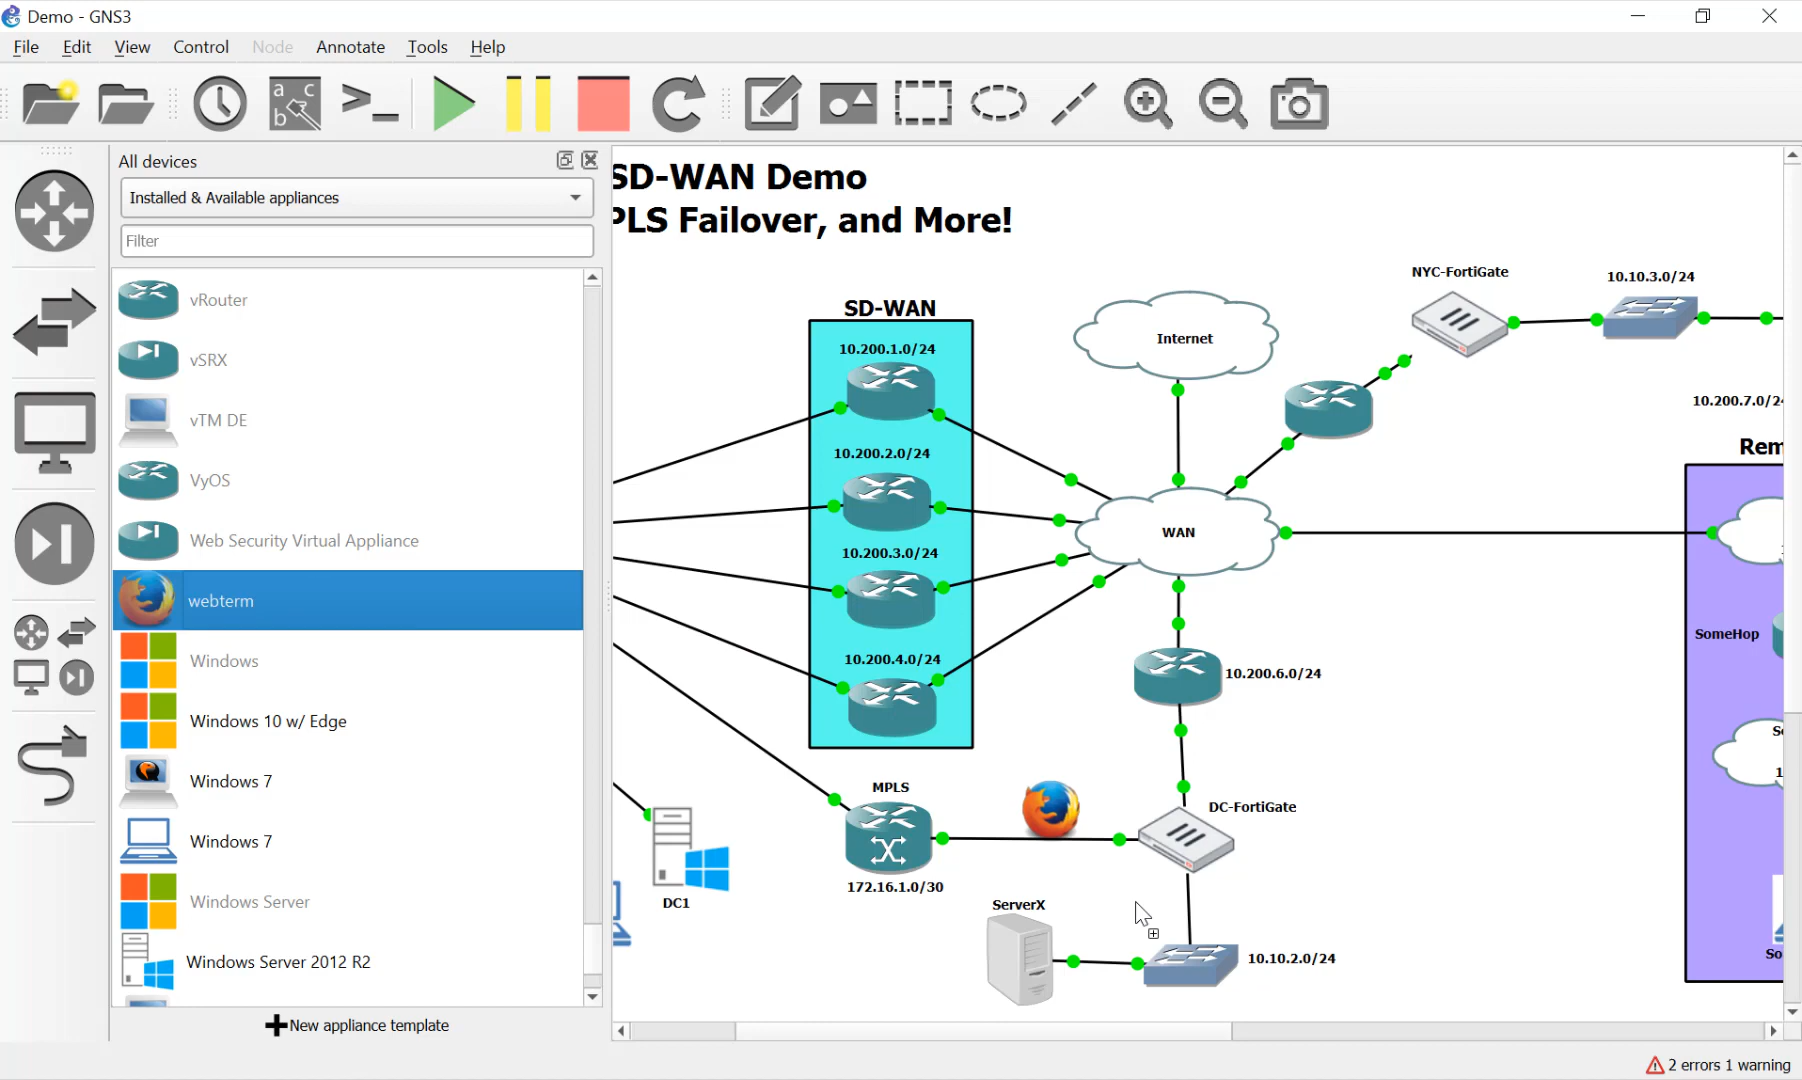 Demo - GNS3
File Edit View Control Node Annotate Tools Help
All devices
Installed & Available appliances
Filter
vRouter
vSRX
vTM DE
VyOS
Web Security Virtual Appliance
webterm
Windows
Windows 10 w/ Edge
Windows 7
Windows 7
Windows Server
Windows Server 2012 R2
New appliance template
SD-WAN Demo
PLS Failover, and More!
SD-WAN
10.200.1.0/24
10.200.2.0/24
10.200.3.0/24
10.200.4.0/24
Internet
WAN
NYC-FortiGate
10.10.3.0/24
10.200.7.0/24
Rem
SomeHop
10.200.6.0/24
MPLS
172.16.1.0/30
DC-FortiGate
DC1
ServerX
10.10.2.0/24
So
2 errors 1 warning